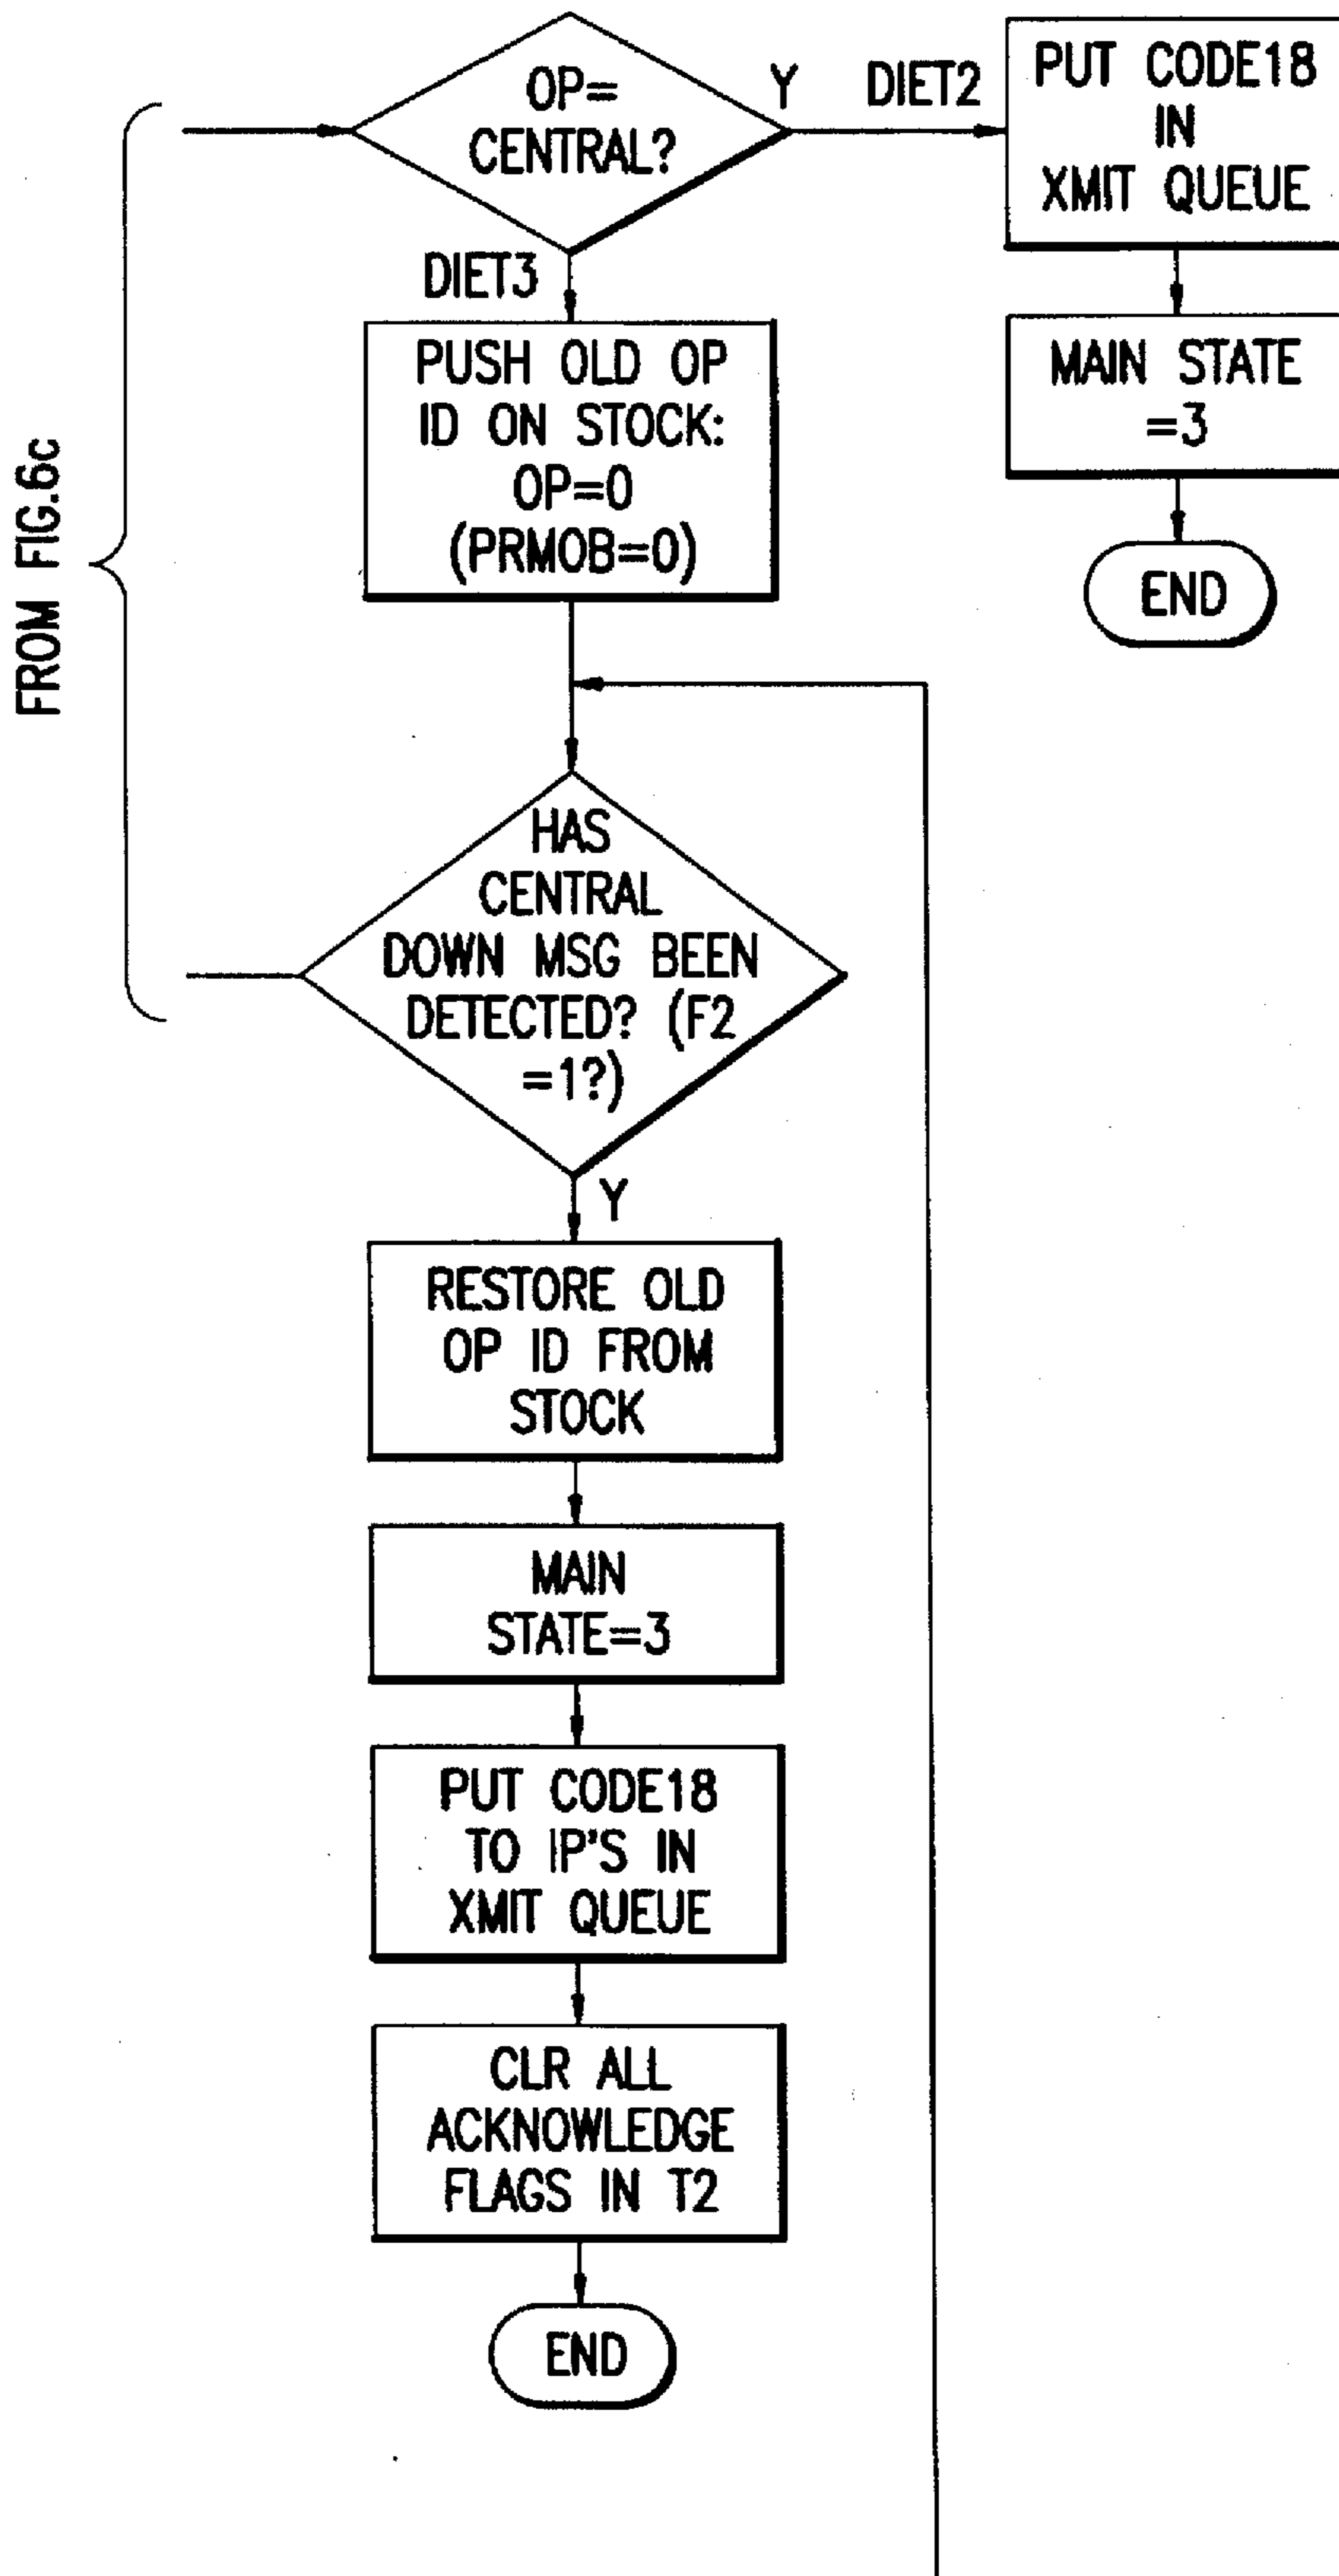 FROM FIG.6c
OP=
CENTRAL?
Y
DIET2
PUT CODE18
IN
XMIT QUEUE
MAIN STATE
=3
END
DIET3
PUSH OLD OP
ID ON STOCK:
OP=0
(PRMOB=0)
HAS
CENTRAL
DOWN MSG BEEN
DETECTED? (F2
=1?)
Y
RESTORE OLD
OP ID FROM
STOCK
MAIN
STATE=3
PUT CODE18
TO IP'S IN
XMIT QUEUE
CLR ALL
ACKNOWLEDGE
FLAGS IN T2
END